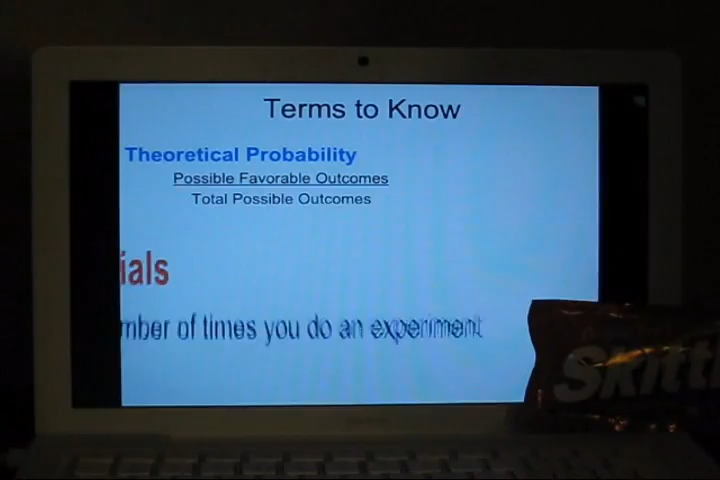 Terms to Know
Theoretical Probability
Possible Favorable Outcomes
Total Possible Outcomes
ials
mber of times you do an experiment
Skitt